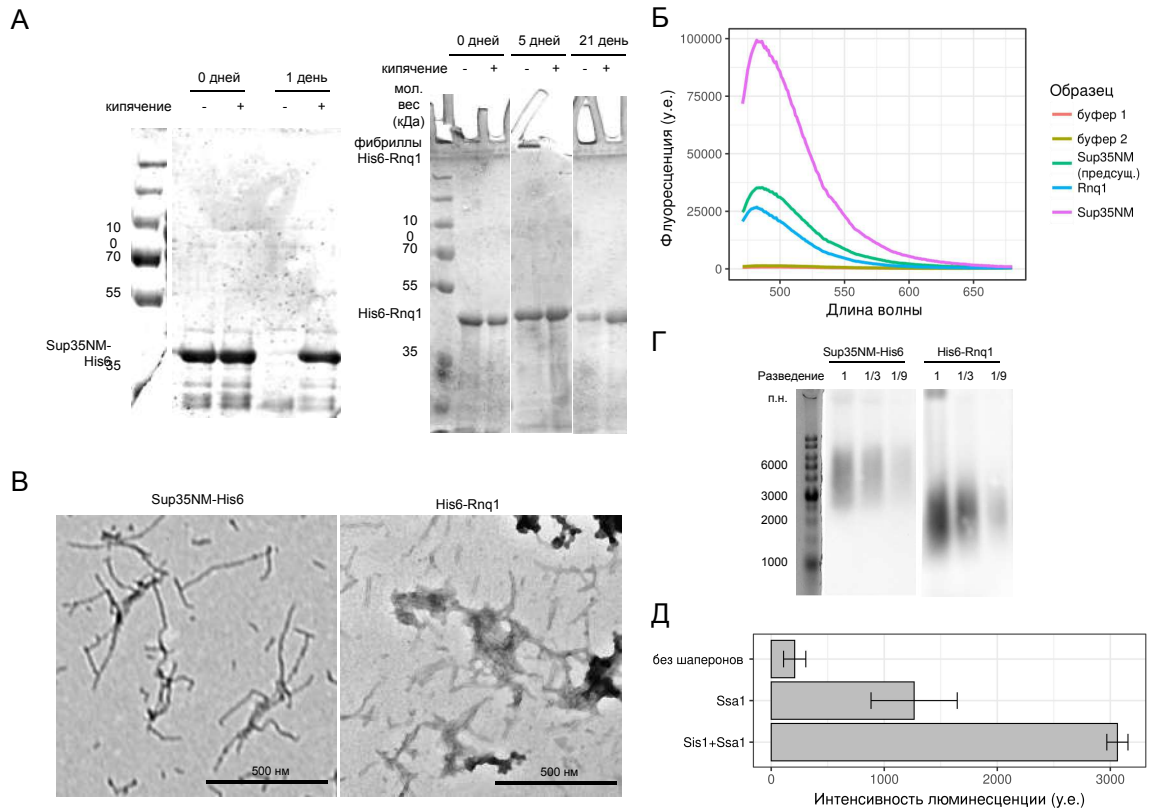 А
0 дней
1 день
кипячение
-
+
-
+
10
0
70
55
Sup35NM-
His6
35
0 дней
5 дней
21 день
кипячение
-
+
-
+
-
+
мол.
вес
(кДа)
фибриллы
His6-Rnq1
10
0
70
55
His6-Rnq1
35
Б
Флуоресценция (у.е.)
100000
75000
50000
25000
0
500
550
600
650
Длина волны
Образец
буфер 1
буфер 2
Sup35NM
(предсущ.)
Rnq1
Sup35NM
В
Sup35NM-His6
His6-Rnq1
500 нм
500 нм
Г
Sup35NM-His6
His6-Rnq1
Разведение
1
1/3
1/9
1
1/3
1/9
п.н.
6000
3000
2000
1000
Д
без шаперонов
Ssa1
Sis1+Ssa1
0
1000
2000
3000
Интенсивность люминесценции (у.е.)